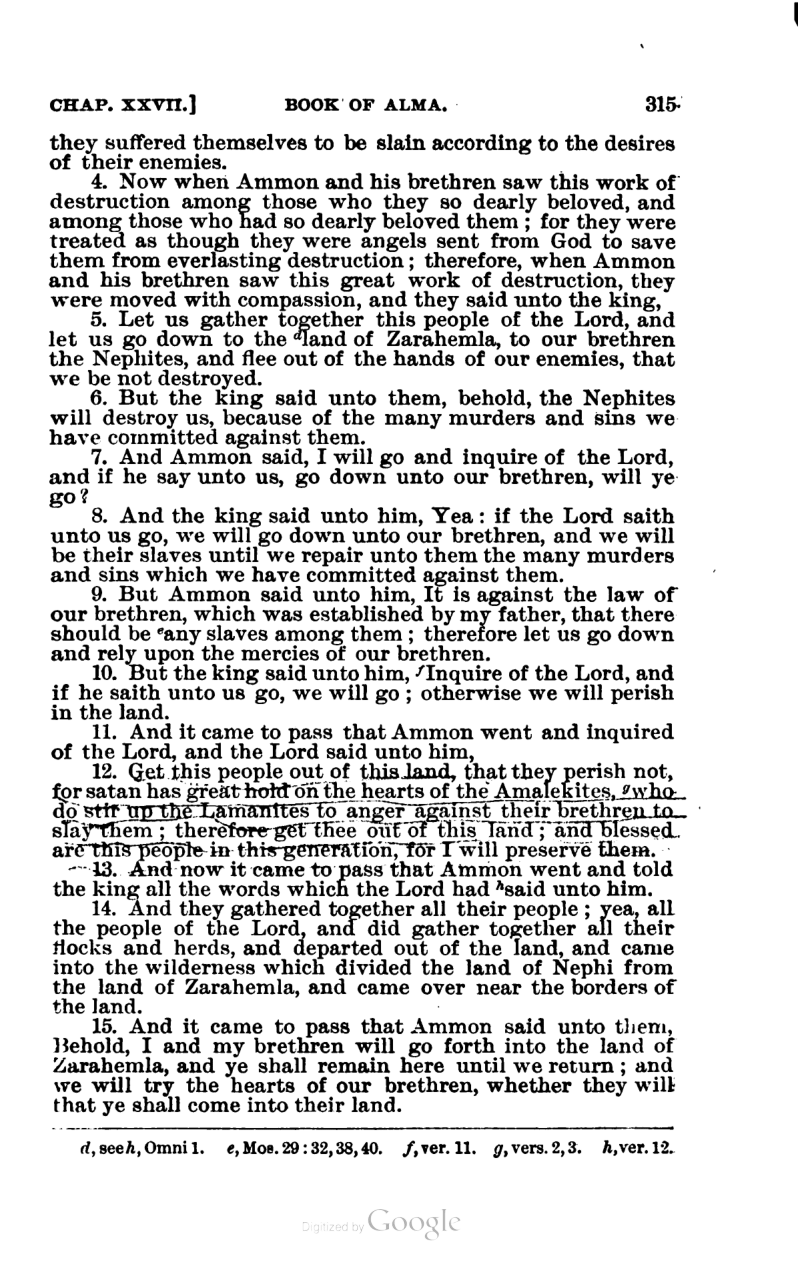 CHAP. XXVII.] BOOK OF ALMA. 315
they suffered themselves to be slain according to the desires
of their enemies.
4. Now when Ammon and his brethren saw this work of
destruction among those who they so dearly beloved, and
among those who had so dearly beloved them; for they were
treated as though they were angels sent from God to save
them from everlasting destruction; therefore, when Ammon
and his brethren saw this great work of destruction, they
were moved with compassion, and they said unto the king,
5. Let us gather together this people of the Lord, and
let us go down to the dland of Zarahemla, to our brethren
the Nephites, and flee out of the hands of our enemies, that
we be not destroyed.
6. But the king said unto them, behold, the Nephites
will destroy us, because of the many murders and sins we
have committed against them.
7. And Ammon said, I will go and inquire of the Lord,
and if he say unto us, go down unto our brethren, will ye
go?
8. And the king said unto him, Yea: if the Lord saith
unto us go, we will go down unto our brethren, and we will
be their slaves until we repair unto them the many murders
and sins which we have committed against them.
9. But Ammon said unto him, It is against the law of
our brethren, which was established by my father, that there
should be eany slaves among them; therefore let us go down
and rely upon the mercies of our brethren.
10. But the king said unto him, fInquire of the Lord, and
if he saith unto us go, we will go; otherwise we will perish
in the land.
11. And it came to pass that Ammon went and inquired
of the Lord, and the Lord said unto him,
12. Get this people out of this land, that they perish not,
for satan has great hold on the hearts of the Amalekites, gwho
do stir up the Lamanites to anger against their brethren to
slay them; therefore get thee out of this land; and blessed
are this people in this generation, for I will preserve them.
13. And now it came to pass that Ammon went and told
the king all the words which the Lord had hsaid unto him.
14. And they gathered together all their people; yea, all
the people of the Lord, and did gather together all their
flocks and herds, and departed out of the land, and came
into the wilderness which divided the land of Nephi from
the land of Zarahemla, and came over near the borders of
the land.
15. And it came to pass that Ammon said unto them,
Behold, I and my brethren will go forth into the land of
Zarahemla, and ye shall remain here until we return; and
we will try the hearts of our brethren, whether they will
that ye shall come into their land.
d, see h, Omni 1. e, Mos. 29:32, 38, 40. f, ver. 11. g, vers. 2, 3. h, ver. 12.
Digitized by Google